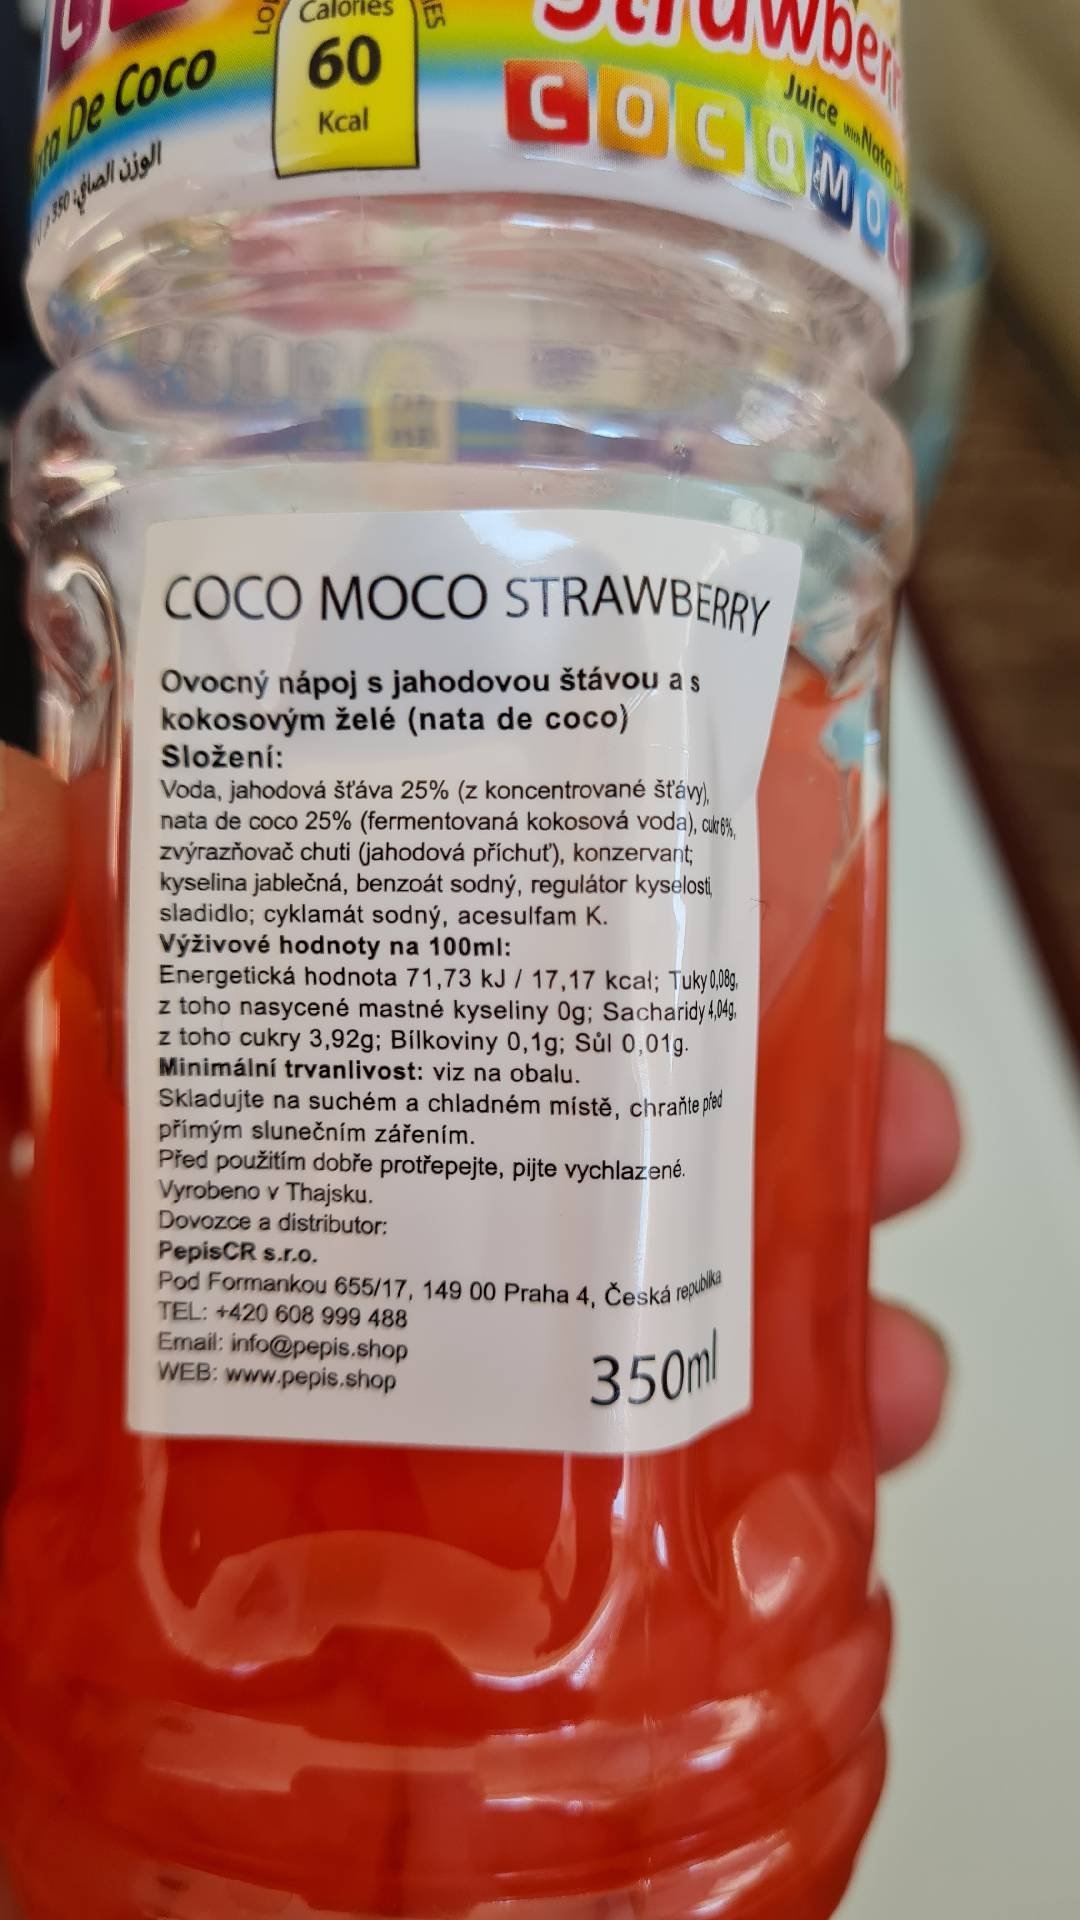 Calories
60
Kcal
De Coco
الوزن الصافي: 350
Juice with Nata
COCOMO
COCO MOCO STRAWBERRY
Ovocný nápoj s jahodovou štávou a s
kokosovým želé (nata de coco)
Složení:
Voda, jahodová šťáva 25% (z koncentrované šťávy),
nata de coco 25% (fermentovaná kokosová voda), cukr 6%,
zvýrazňovač chuti (jahodová příchuť), konzervant;
kyselina jablečná, benzoát sodný, regulátor kyselosti,
sladidlo; cyklamát sodný, acesulfam K.
Výživové hodnoty na 100ml:
Energetická hodnota 71,73 kJ / 17,17 kcal; Tuky 0,08g,
z toho nasycené mastné kyseliny 0g; Sacharidy 4,04g,
z toho cukry 3,92g; Bílkoviny 0,1g; Sůl 0,01g.
Minimální trvanlivost: viz na obalu.
Skladujte na suchém a chladném místě, chraňte před
přímým slunečním zářením.
Před použitím dobře protřepejte, pijte vychlazené.
Vyrobeno v Thajsku.
Dovozce a distributor:
PepisCR s.r.o.
Pod Formankou 655/17, 149 00 Praha 4, Česká republika
TEL: +420 608 999 488
Email: info@pepis.shop
WEB: www.pepis.shop
350ml